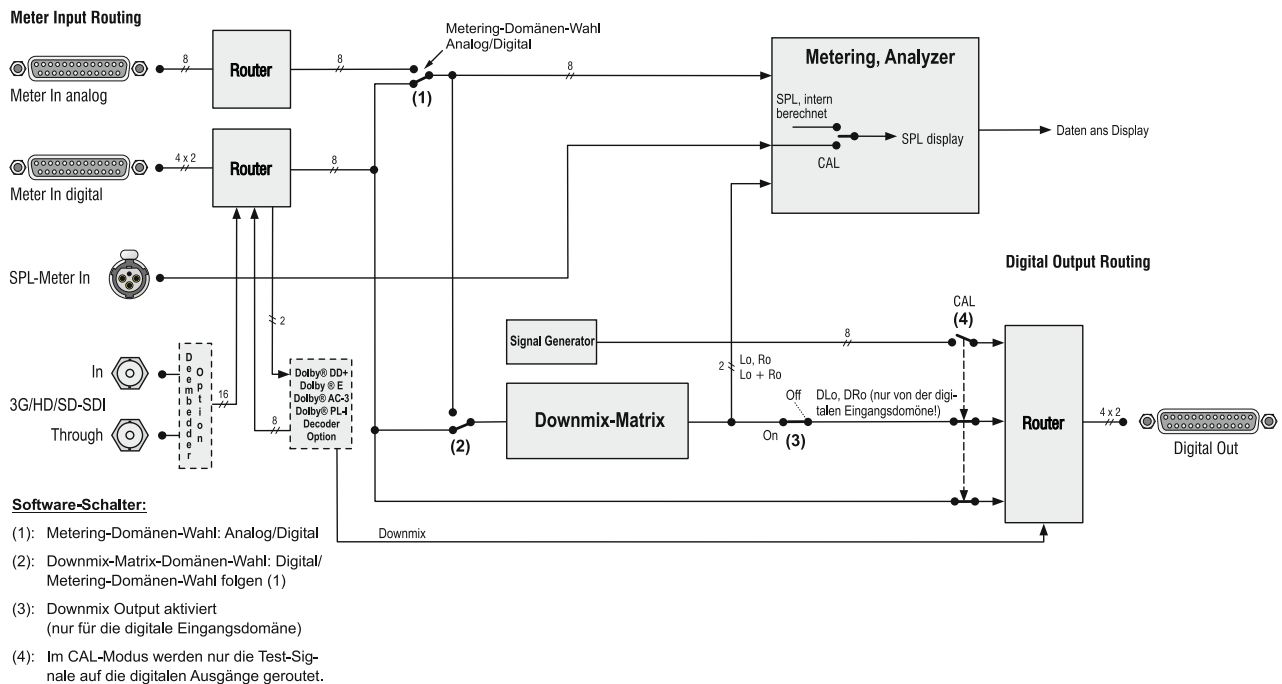 Meter Input Routing
Meter In analog
8
Router
8
Metering-Domänen-Wahl
Analog/Digital
(1)
8
Metering, Analyzer
SPL, intern
berechnet
SPL display
CAL
Daten ans Display
Meter In digital
4 x 2
Router
8
SPL-Meter In
Digital Output Routing
2
In
3G/HD/SD-SDI
Through
Deembedder
Option
16
8
Dolby® DD+
Dolby ® E
Dolby® AC-3
Dolby® PL-I
Decoder
Option
Signal Generator
8
CAL
(4)
2
Lo, Ro
Lo + Ro
(2)
Downmix-Matrix
Off
On
(3)
DLo, DRo (nur von der digi-
talen Eingangsdomöne!)
Router
4 x 2
Digital Out
Downmix
Software-Schalter:
(1): Metering-Domänen-Wahl: Analog/Digital
(2): Downmix-Matrix-Domänen-Wahl: Digital/
Metering-Domänen-Wahl folgen (1)
(3): Downmix Output aktiviert
(nur für die digitale Eingangsdomäne)
(4): Im CAL-Modus werden nur die Test-Sig-
nale auf die digitalen Ausgänge geroutet.